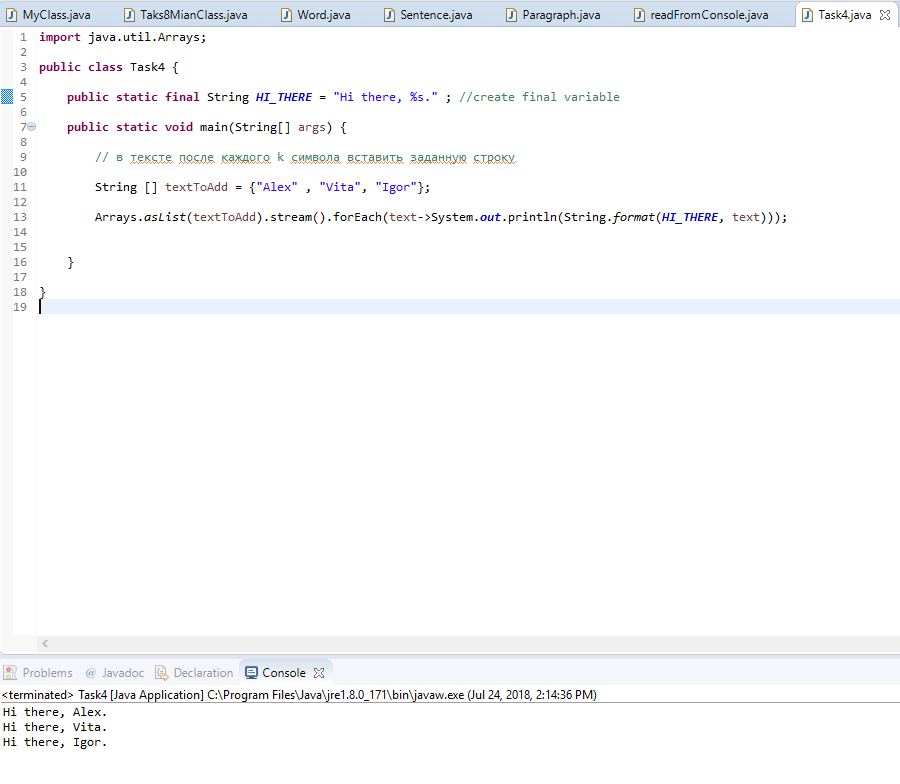 MyClass.java Taks8MianClass.java Word.java Sentence.java Paragraph.java readFromConsole.java Task4.java
1 import java.util.Arrays;
2
3 public class Task4 {
4
5 public static final String HI_THERE = "Hi there, %s." ; //create final variable
6
7 public static void main(String[] args) {
8
9 // в тексте после каждого k символа вставить заданную строку
10
11 String [] textToAdd = {"Alex" , "Vita", "Igor"};
12
13 Arrays.asList(textToAdd).stream().forEach(text->System.out.println(String.format(HI_THERE, text)));
14
15
16 }
17
18 }
19
Problems @ Javadoc Declaration Console
<terminated> Task4 [Java Application] C:\Program Files\Java\jre1.8.0_171\bin\javaw.exe (Jul 24, 2018, 2:14:36 PM)
Hi there, Alex.
Hi there, Vita.
Hi there, Igor.